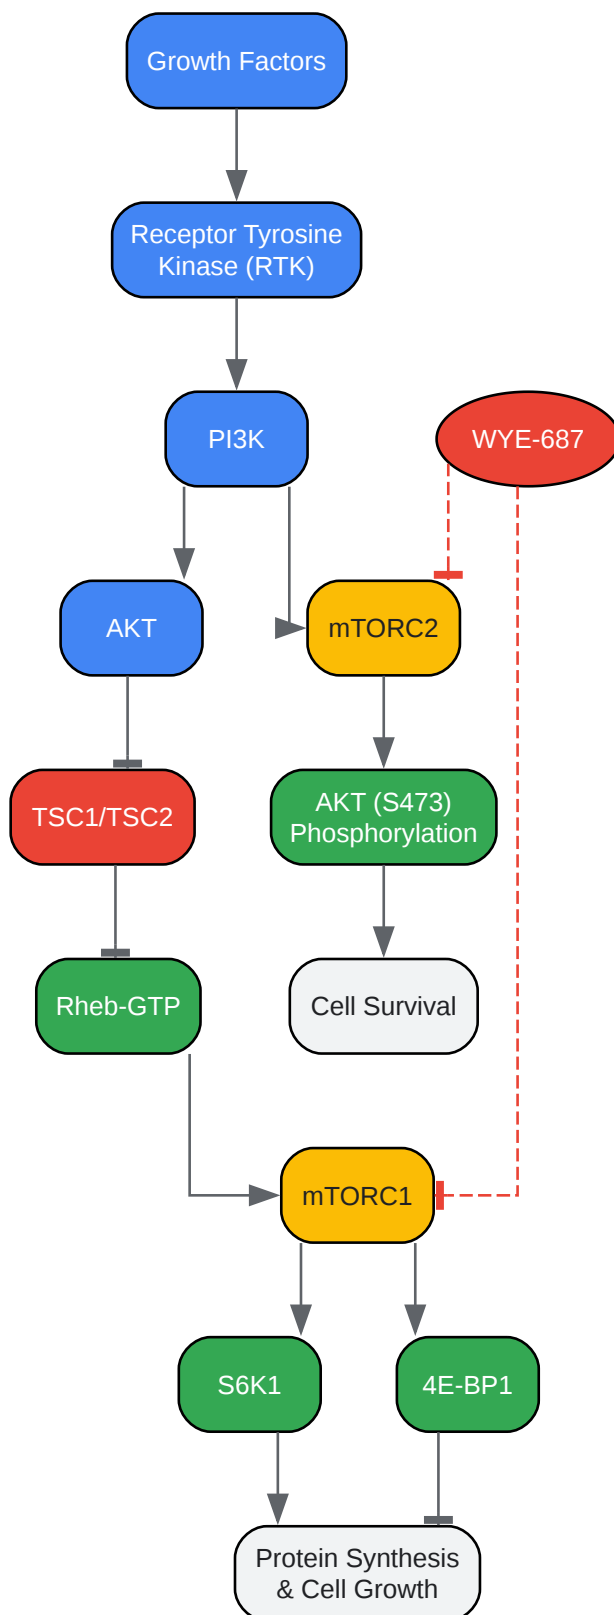 Growth Factors
Receptor Tyrosine
Kinase (RTK)
PI3K
WYE-687
AKT
mTORC2
TSC1/TSC2
AKT (S473)
Phosphorylation
Rheb-GTP
Cell Survival
mTORC1
S6K1
4E-BP1
Protein Synthesis
& Cell Growth